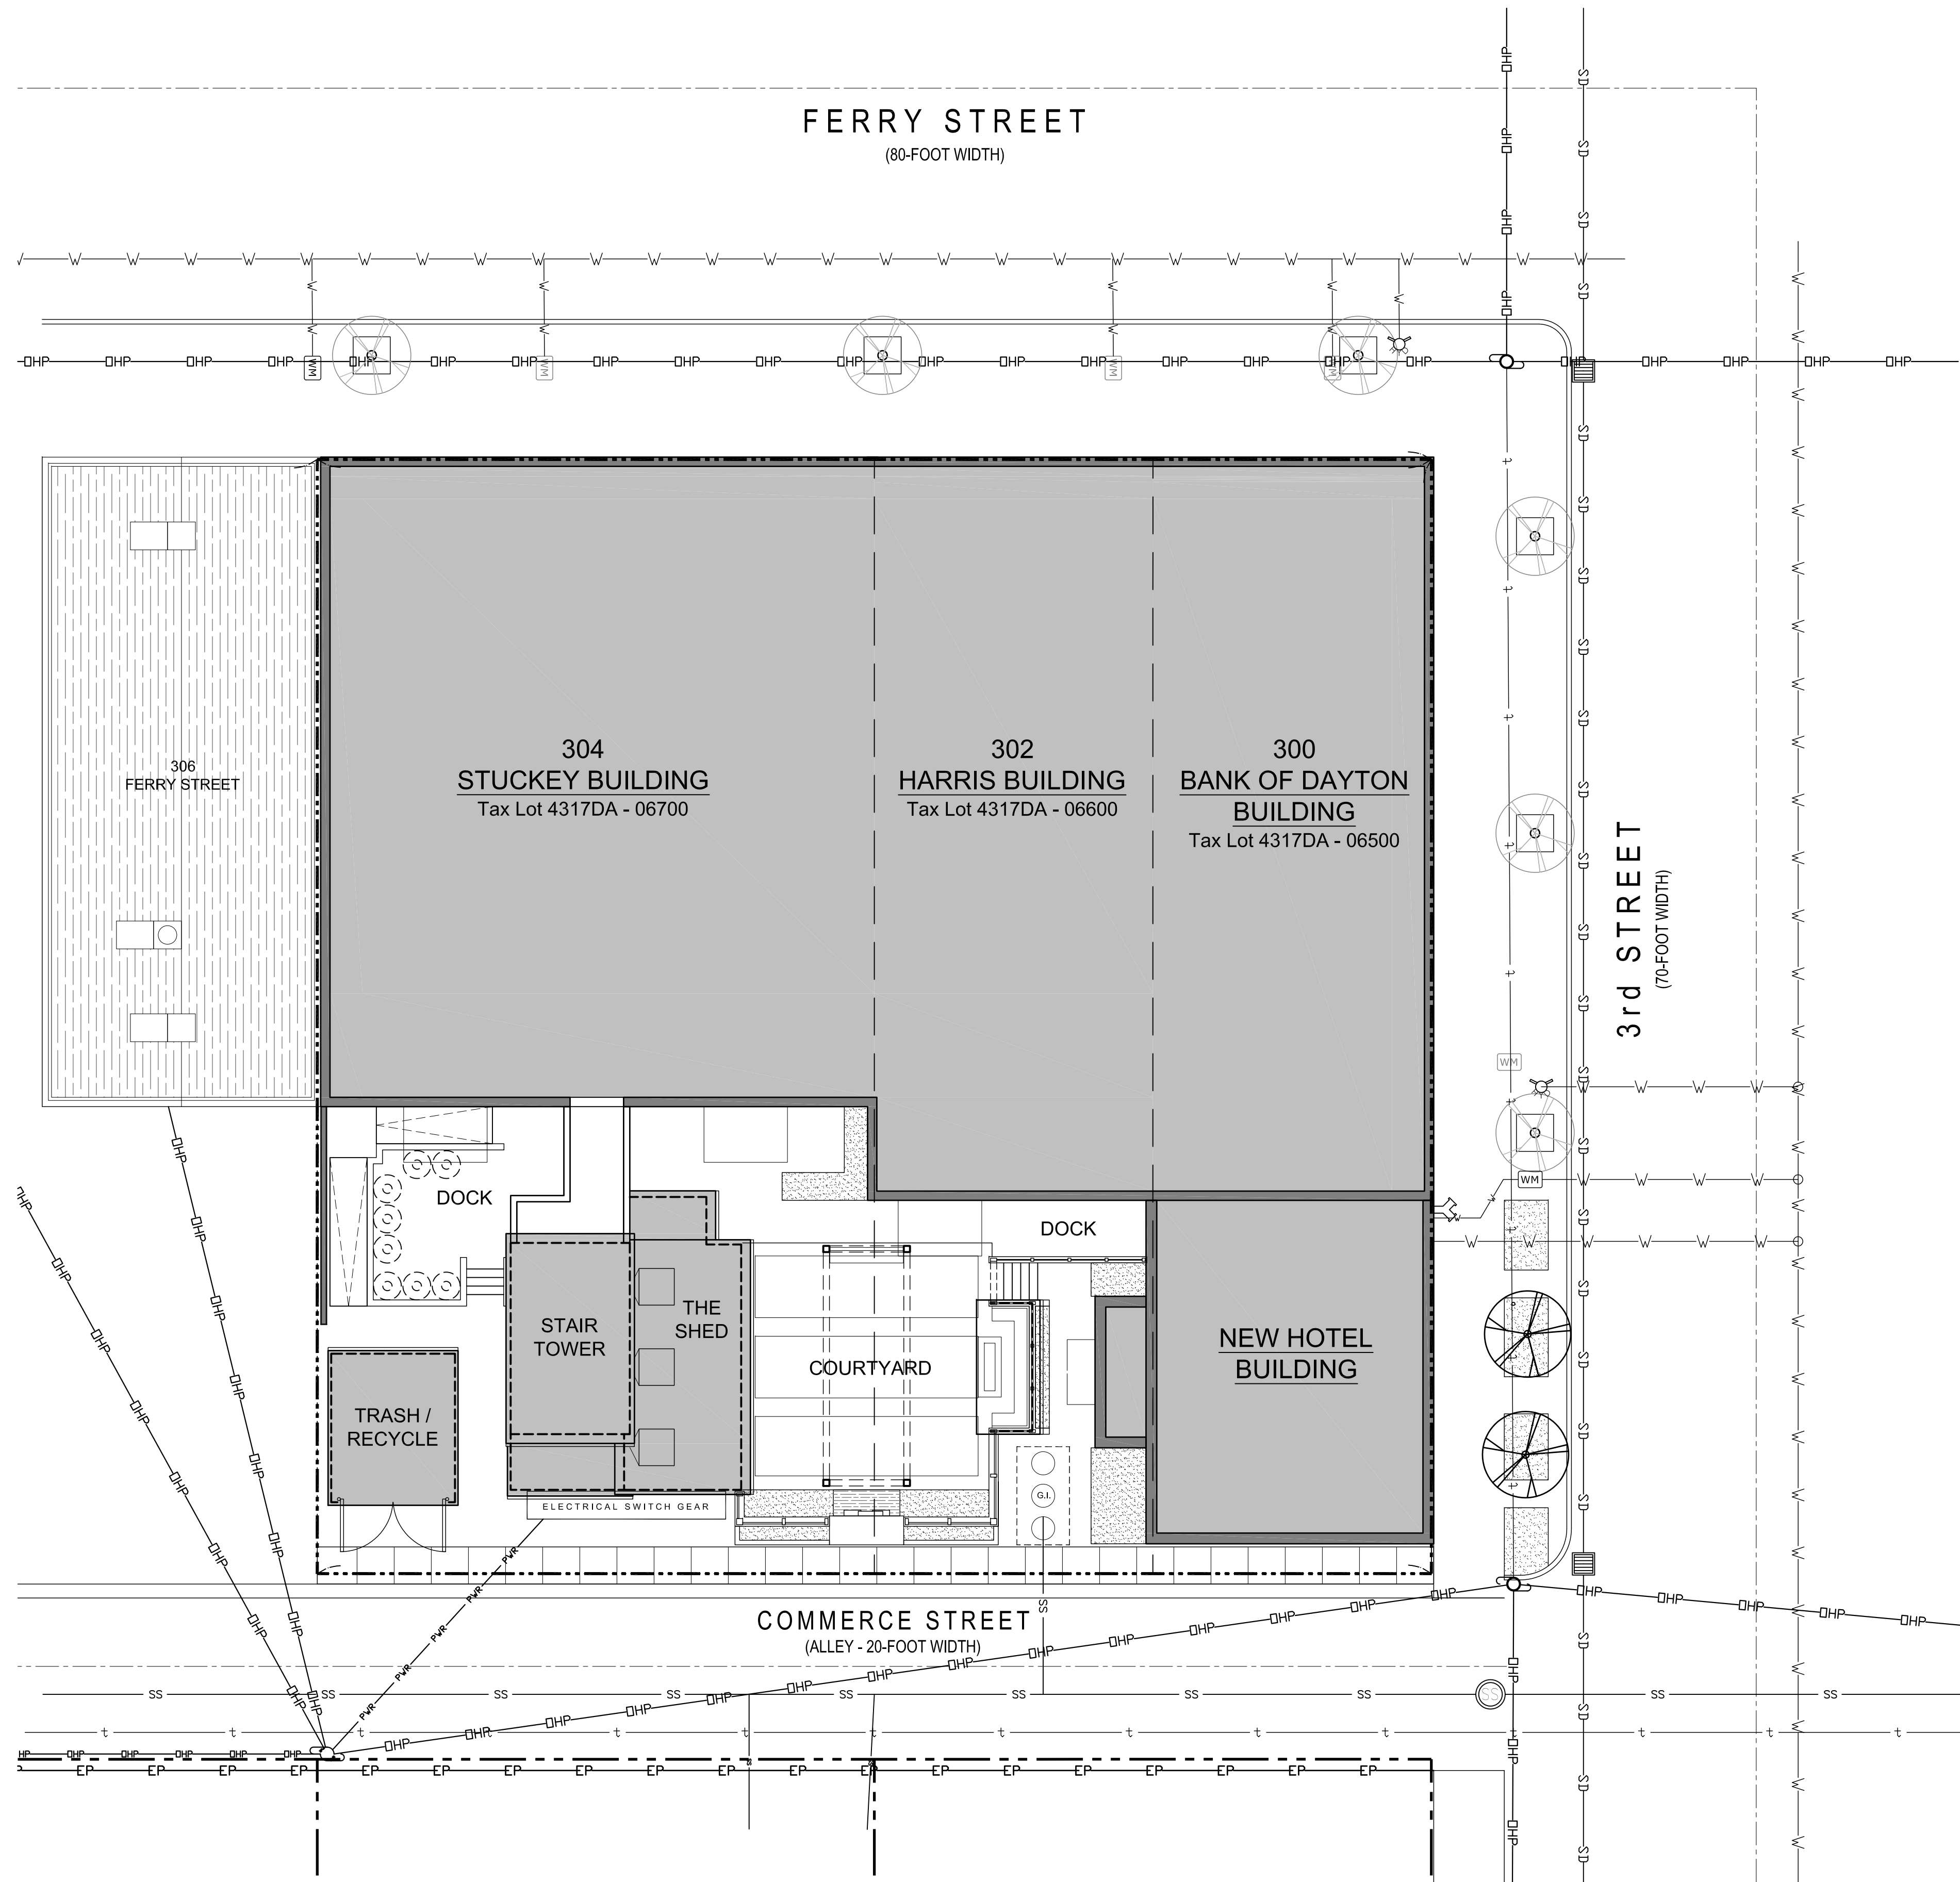 FERRY STREET
(80-FOOT WIDTH)
OHP
SD
W
WM
306
FERRY STREET
304
STUCKEY BUILDING
Tax Lot 4317DA - 06700
302
HARRIS BUILDING
Tax Lot 4317DA - 06600
300
BANK OF DAYTON
BUILDING
Tax Lot 4317DA - 06500
3rd STREET
(70-FOOT WIDTH)
WM
WM
t
DOCK
DOCK
STAIR
TOWER
THE
SHED
COURTYARD
NEW HOTEL
BUILDING
TRASH /
RECYCLE
G.I.
ELECTRICAL SWITCH GEAR
PWR
COMMERCE STREET
(ALLEY - 20-FOOT WIDTH)
SS
t
OHP
EP